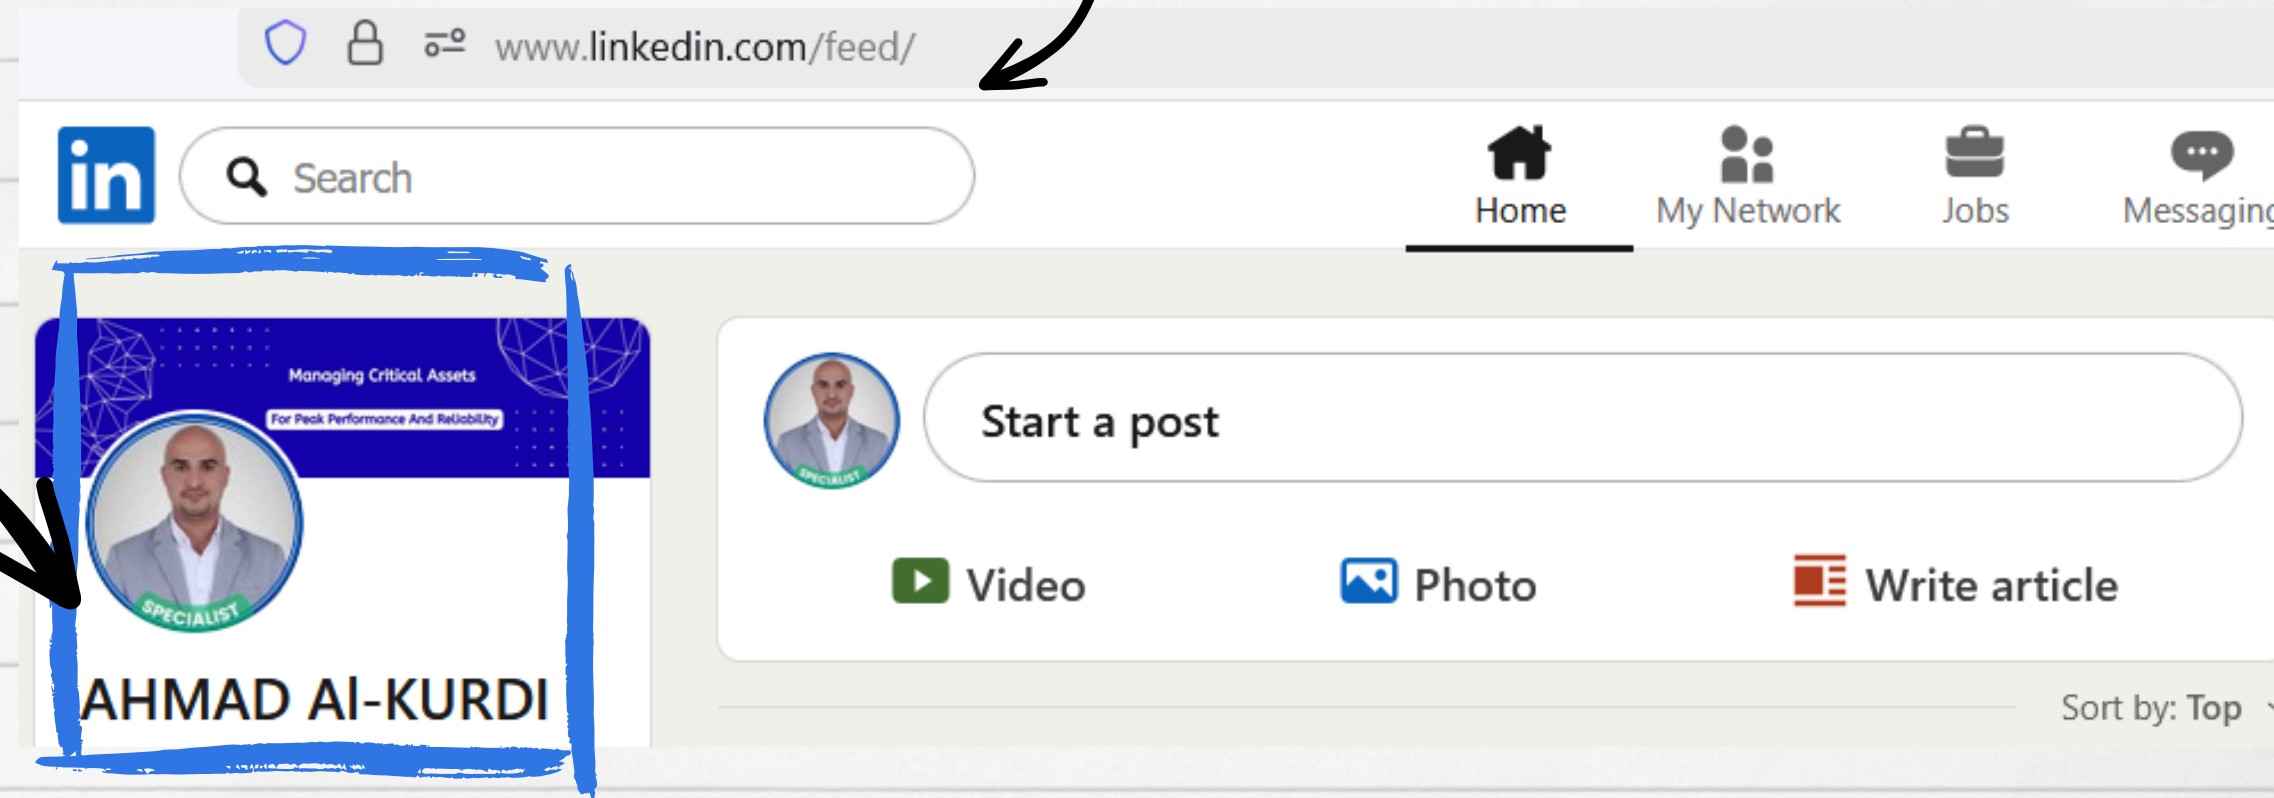 www.linkedin.com/feed/
in
Search
Home
My Network
Jobs
Messaging
Managing Critical Assets
For Peak Performance And Reliability
SPECIALIST
AHMAD Al-KURDI
SPECIALIST
Start a post
Video
Photo
Write article
Sort by: Top